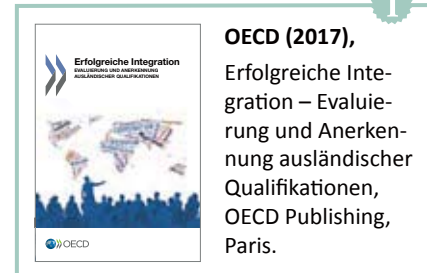 1
Erfolgreiche Integration
EVALUIERUNG UND ANERKENNUNG
AUSLÄNDISCHER QUALIFIKATIONEN
OECD
OECD (2017),
Erfolgreiche Inte-
gration – Evaluie-
rung und Anerken-
nung ausländischer
Qualifikationen,
OECD Publishing,
Paris.